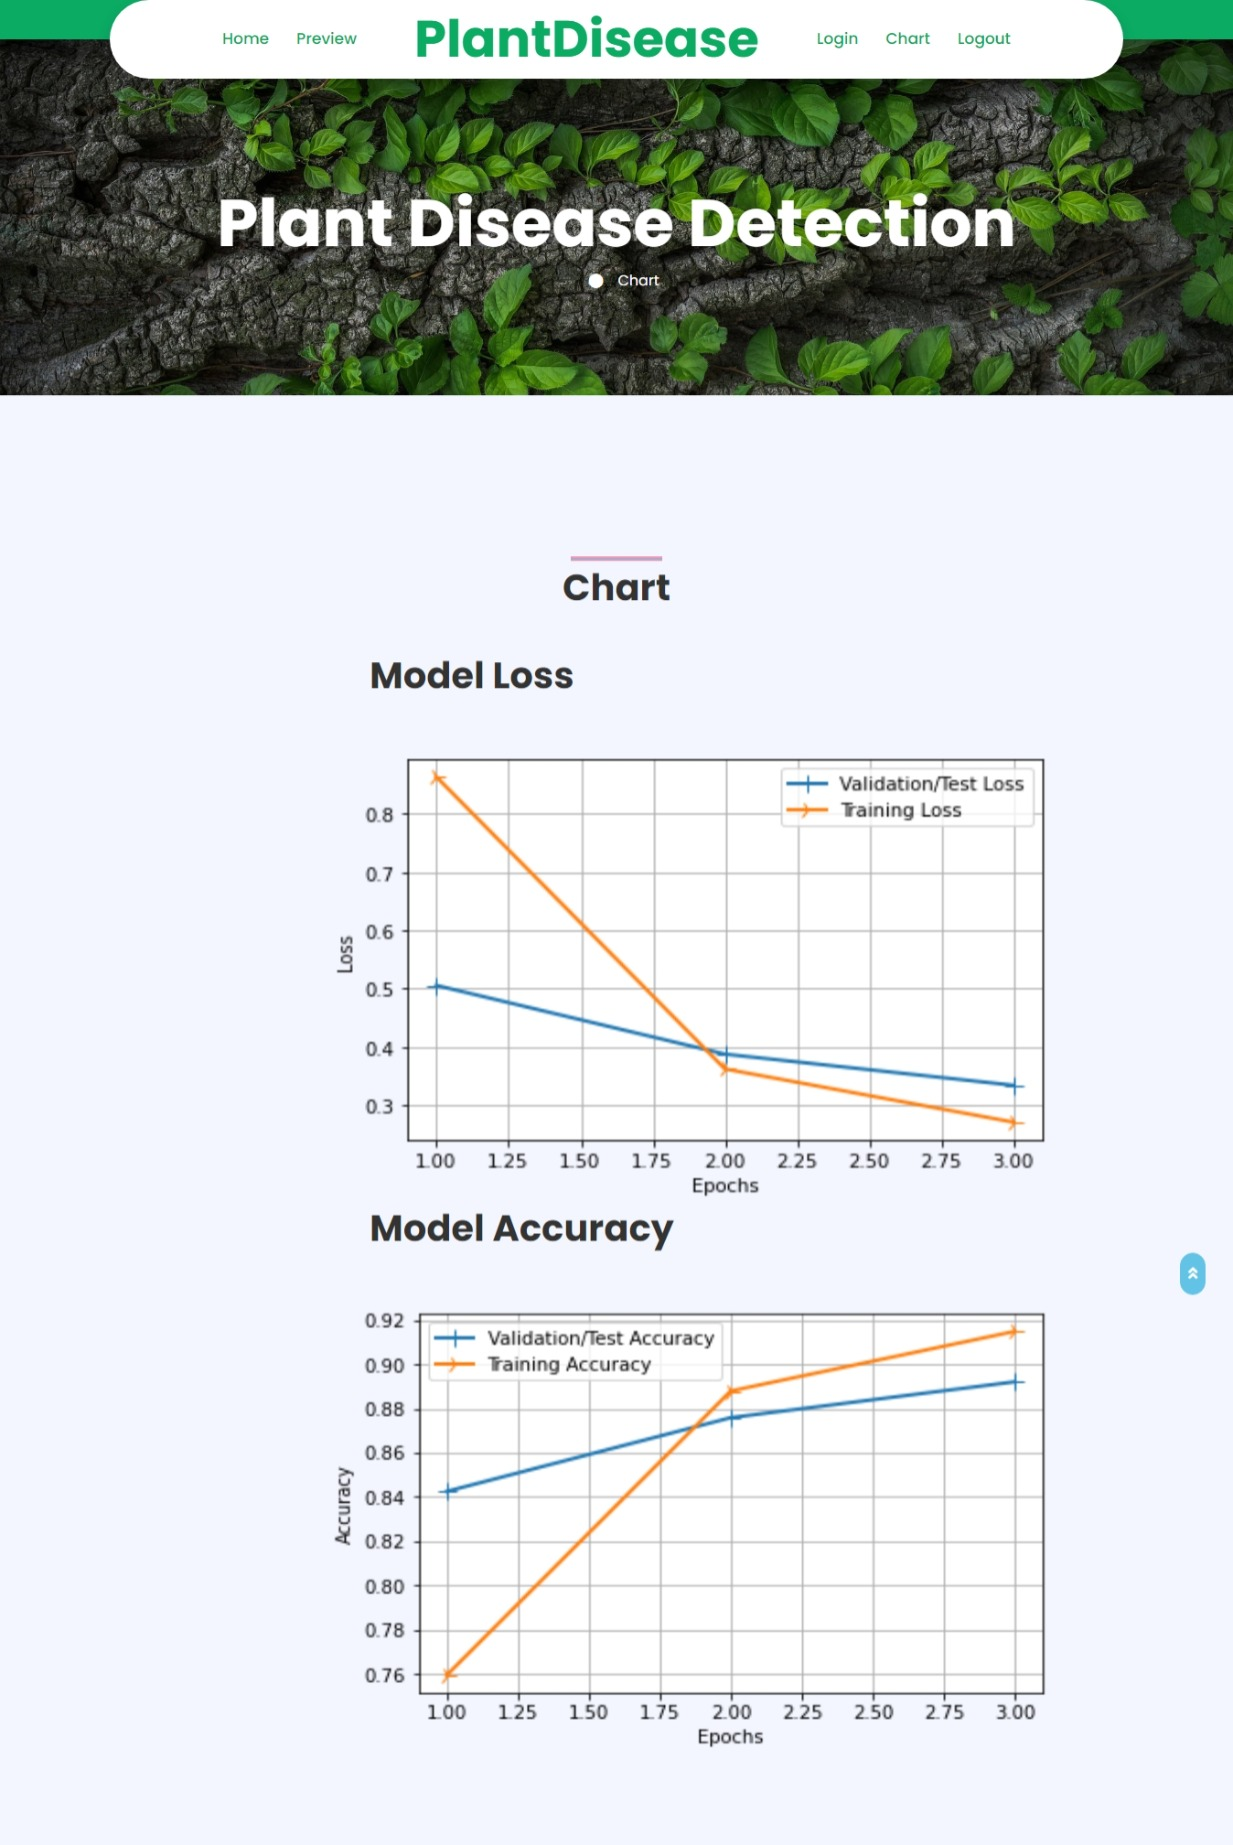 Home Preview PlantDisease Login Chart Logout
Plant Disease Detection
Chart
Chart
Model Loss
Validation/Test Loss
Training Loss
0.8
0.7
0.6
0.5
0.4
0.3
Loss
1.00 1.25 1.50 1.75 2.00 2.25 2.50 2.75 3.00
Epochs
Model Accuracy
Validation/Test Accuracy
Training Accuracy
0.92
0.90
0.88
0.86
0.84
0.82
0.80
0.78
0.76
Accuracy
1.00 1.25 1.50 1.75 2.00 2.25 2.50 2.75 3.00
Epochs